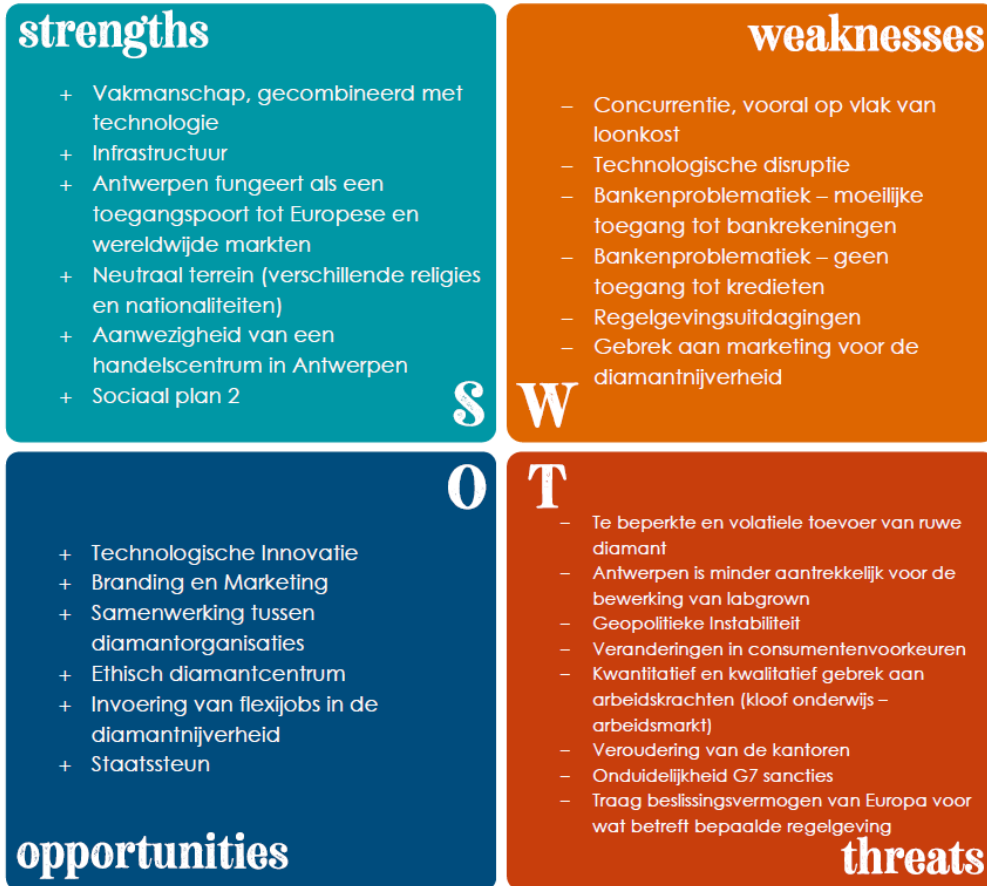 strengths
+ Vakmanschap, gecombineerd met
technologie
+ Infrastructuur
+ Antwerpen fungeert als een
toegangspoort tot Europese en
wereldwijde markten
+ Neutraal terrein (verschillende religies
en nationaliteiten)
+ Aanwezigheid van een
handelscentrum in Antwerpen
+ Sociaal plan 2
S
weaknesses
– Concurrentie, vooral op vlak van
loonkost
– Technologische disruptie
– Bankenproblematiek – moeilijke
toegang tot bankrekeningen
– Bankenproblematiek – geen
toegang tot kredieten
– Regelgevingsuitdagingen
– Gebrek aan marketing voor de
diamantnijverheid
W
O
+ Technologische Innovatie
+ Branding en Marketing
+ Samenwerking tussen
diamantorganisaties
+ Ethisch diamantcentrum
+ Invoering van flexijobs in de
diamantnijverheid
+ Staatssteun
opportunities
T
– Te beperkte en volatiele toevoer van ruwe
diamant
– Antwerpen is minder aantrekkelijk voor de
bewerking van labgrown
– Geopolitieke Instabiliteit
– Veranderingen in consumentenvoorkeuren
– Kwantitatief en kwalitatief gebrek aan
arbeidskrachten (kloof onderwijs –
arbeidsmarkt)
– Veroudering van de kantoren
– Onduidelijkheid G7 sancties
– Traag beslissingsvermogen van Europa voor
wat betreft bepaalde regelgeving
threats